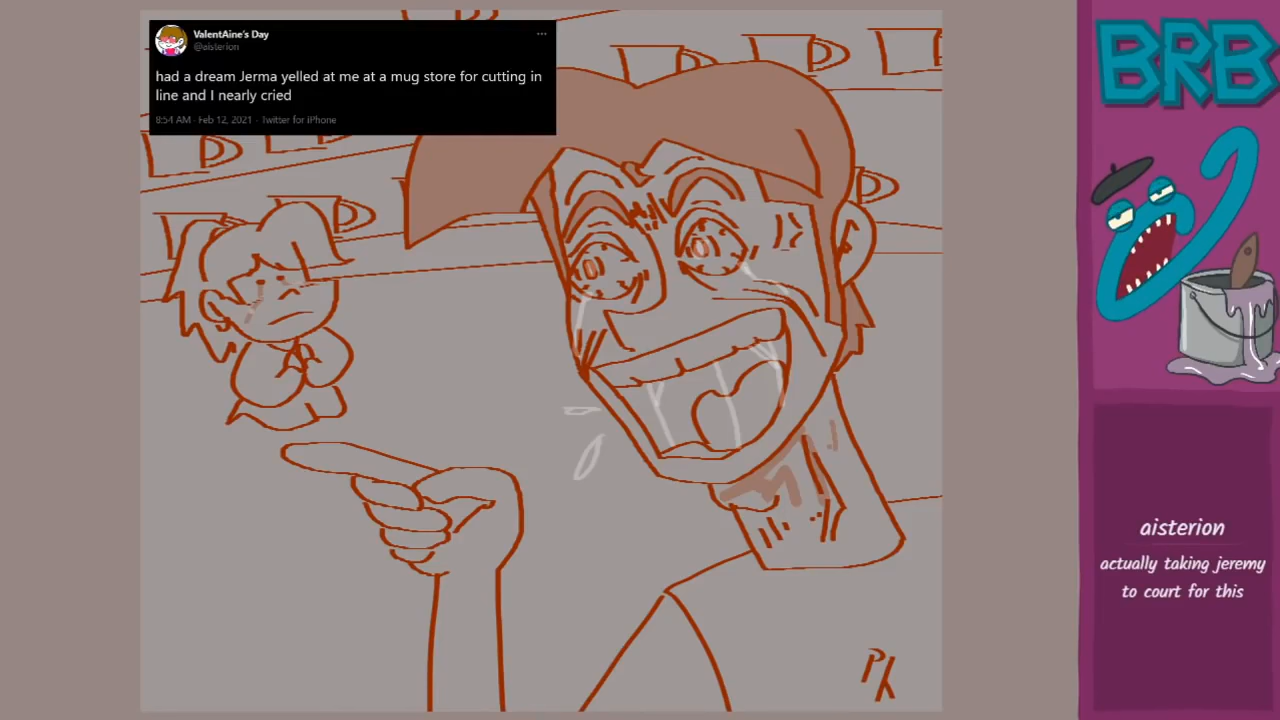 ValentAine's Day
@aisterion
had a dream Jerma yelled at me at a mug store for cutting in
line and I nearly cried
8:54 AM · Feb 12, 2021 · Twitter for iPhone
BRB
aisterion
actually taking jeremy
to court for this